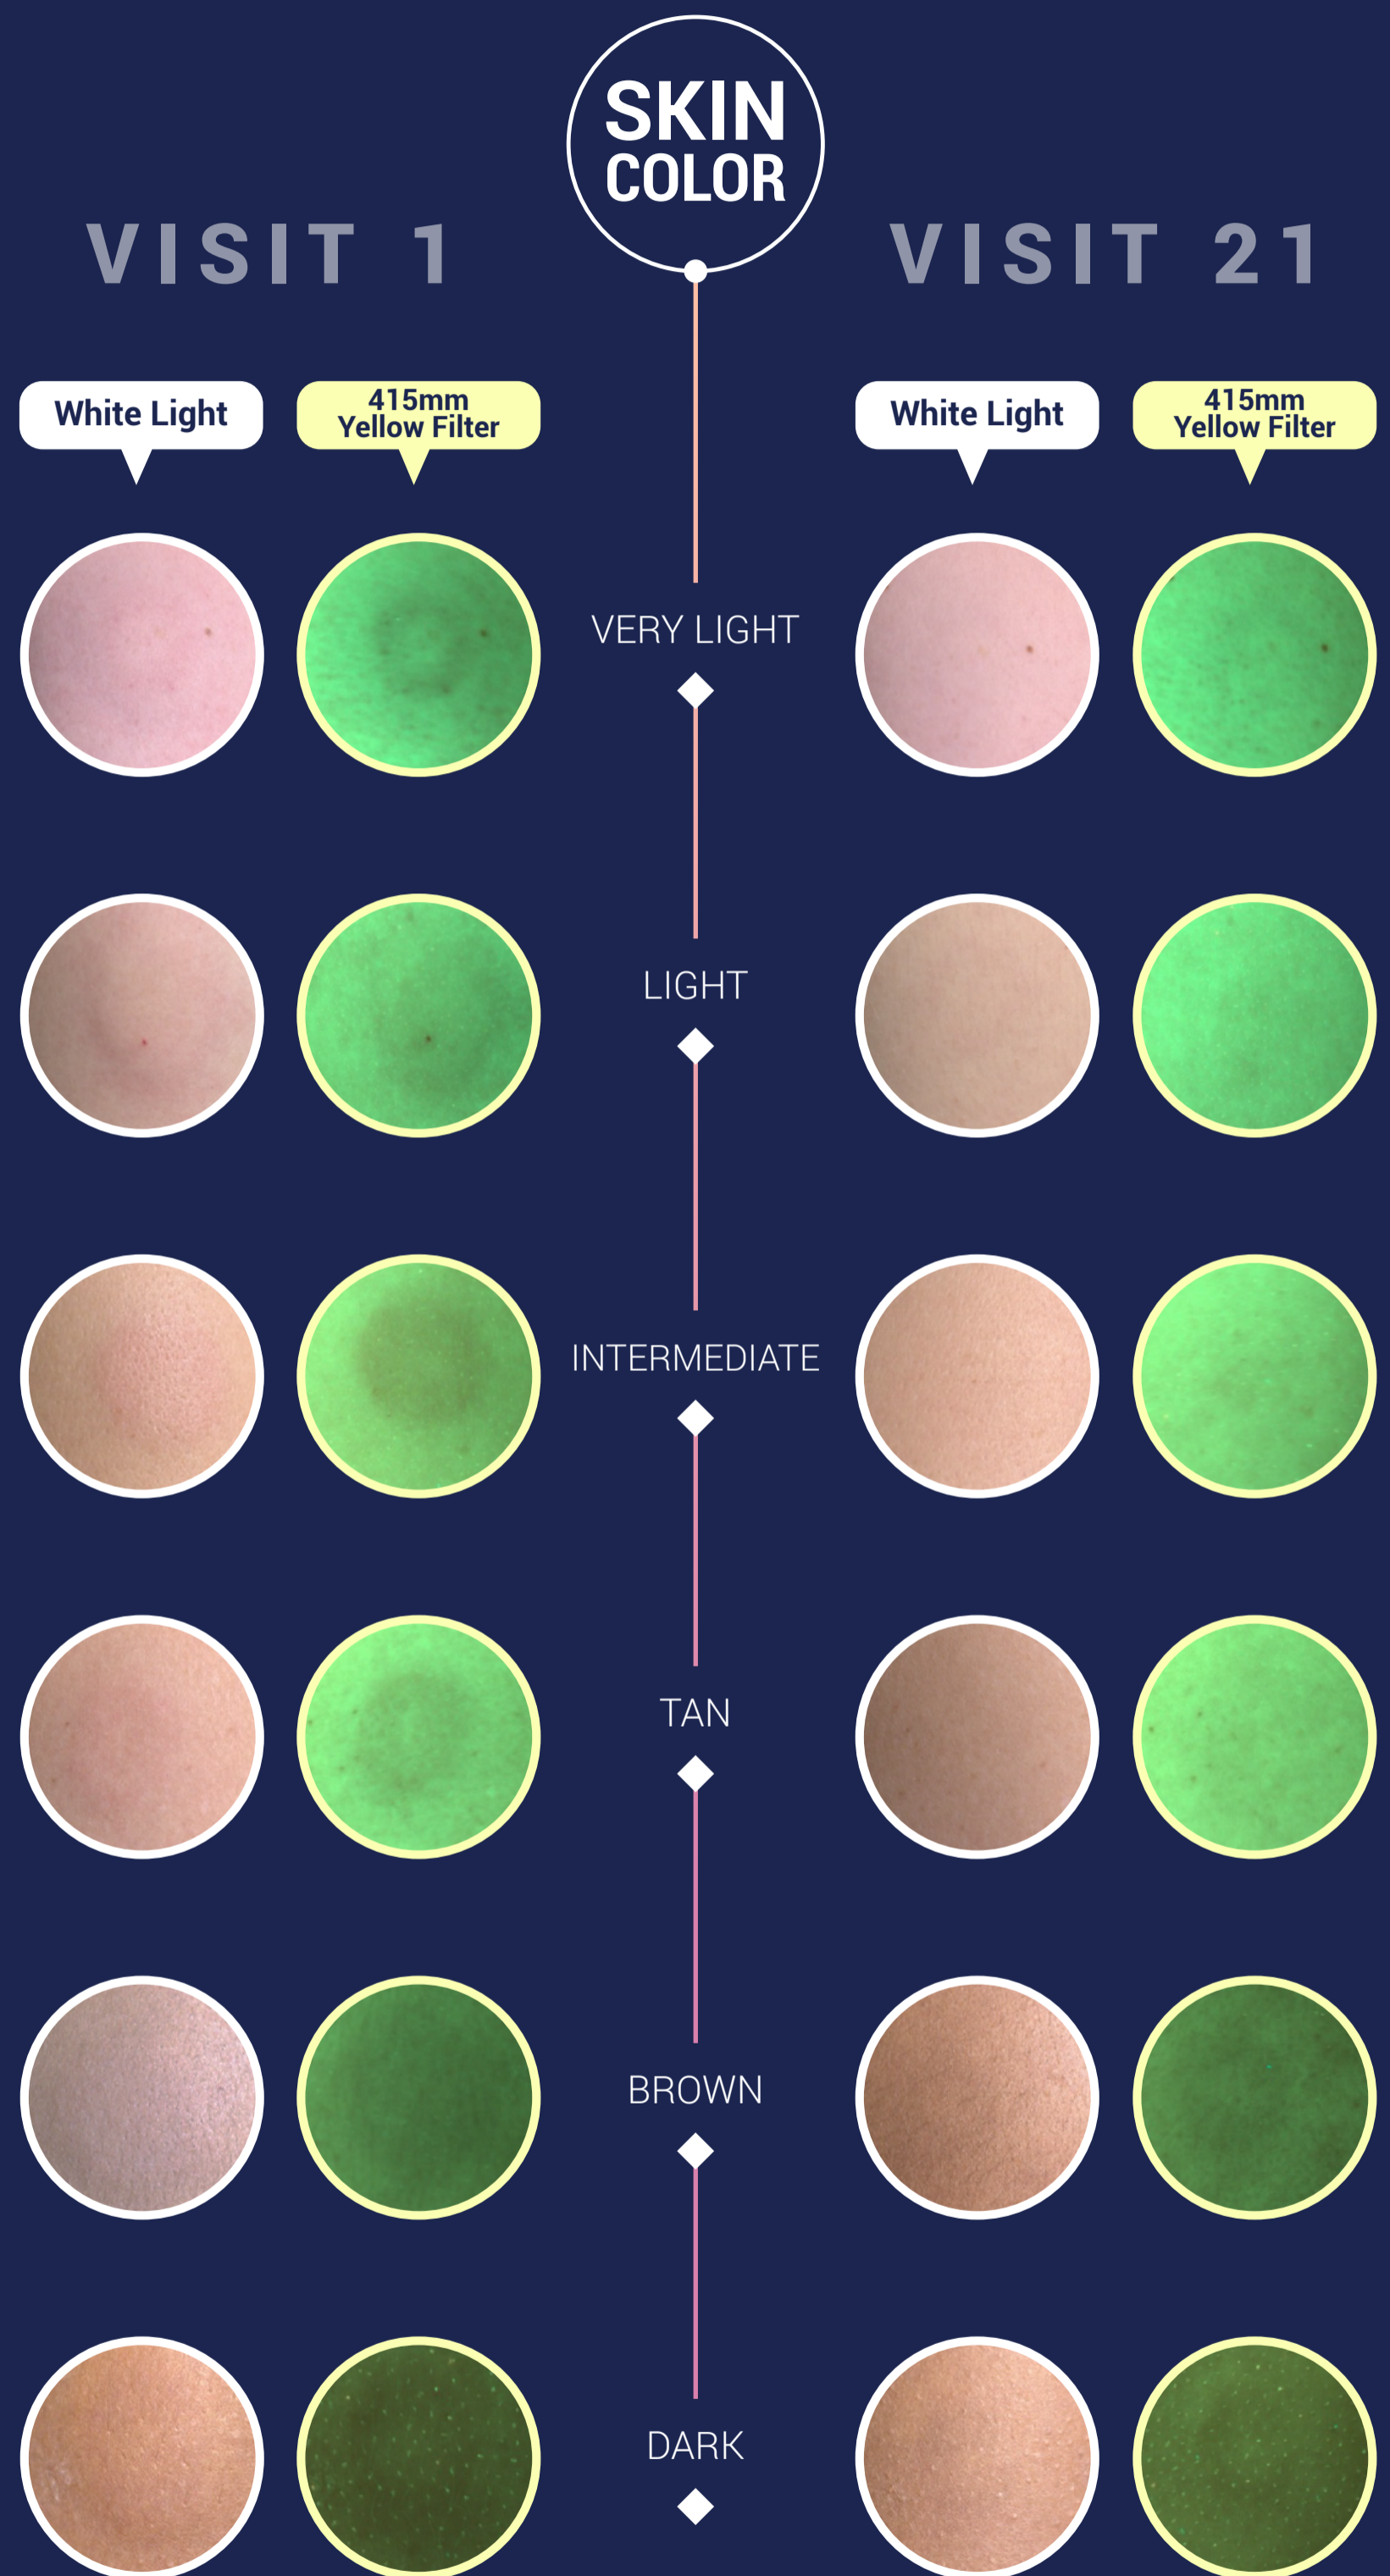 SKIN
COLOR
VISIT 1
VISIT 21
White Light
415mm
Yellow Filter
White Light
415mm
Yellow Filter
VERY LIGHT
LIGHT
INTERMEDIATE
TAN
BROWN
DARK